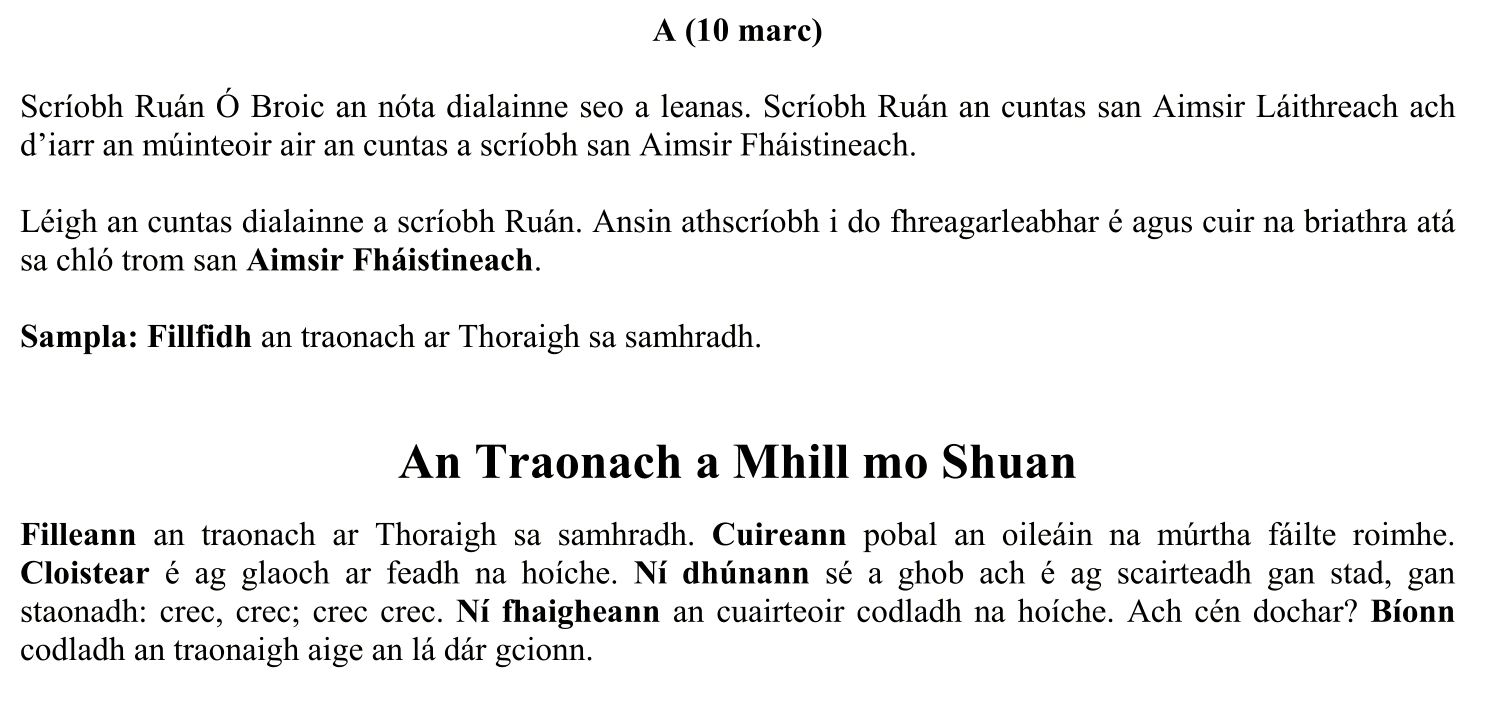 A (10 marc)
Scríobh Ruán Ó Broic an nóta dialainne seo a leanas. Scríobh Ruán an cuntas san Aimsir Láithreach ach
d’iarr an múinteoir air an cuntas a scríobh san Aimsir Fháistineach.
Léigh an cuntas dialainne a scríobh Ruán. Ansin athscríobh i do fhreagarleabhar é agus cuir na briathra atá
sa chló trom san Aimsir Fháistineach.
Sampla: Fillfidh an traonach ar Thoraigh sa samhradh.
An Traonach a Mhill mo Shuan
Filleann an traonach ar Thoraigh sa samhradh. Cuireann pobal an oileáin na múrtha fáilte roimhe.
Cloistear é ag glaoch ar feadh na hoíche. Ní dhúnann sé a ghob ach é ag scairteadh gan stad, gan
staonadh: crec, crec; crec crec. Ní fhaigheann an cuairteoir codladh na hoíche. Ach cén dochar? Bíonn
codladh an traonaigh aige an lá dár gcionn.